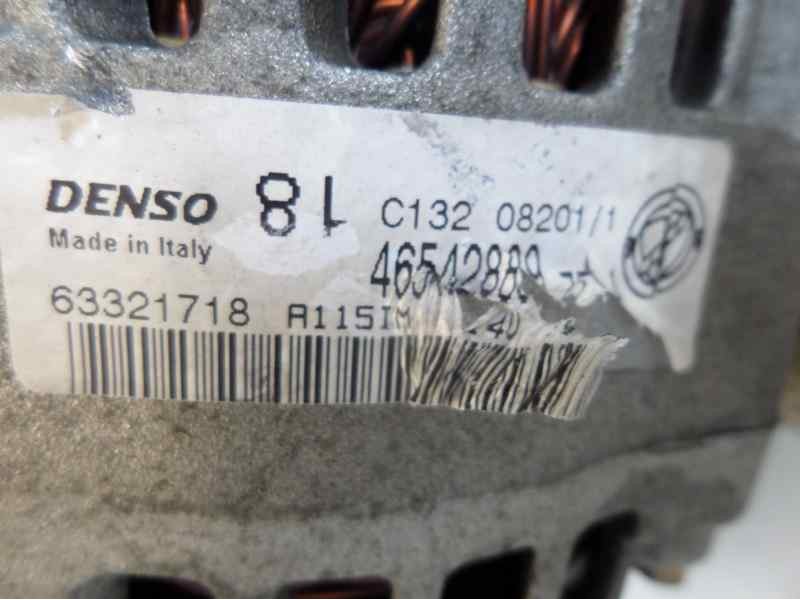 DENSO 81 C132 08201/1
Made in Italy 46542889
63321718 A115IM